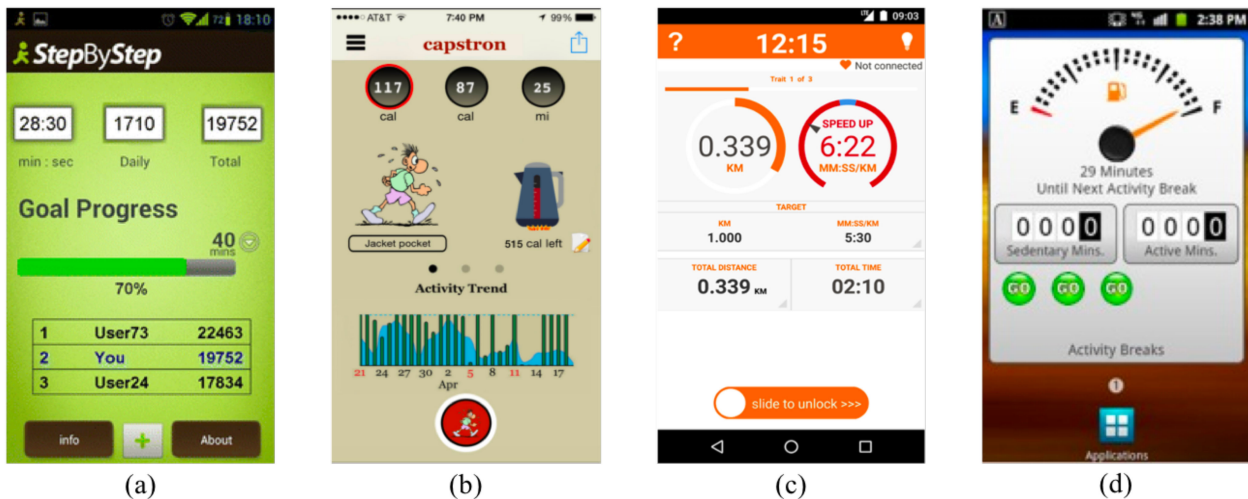 72 18:10
StepByStep
28:30 1710 19752
min : sec Daily Total
Goal Progress
40
mins
70%
1 User73 22463
2 You 19752
3 User24 17834
info + About
(a)
AT&T 7:40 PM 99%
capstron
117 87 25
cal cal mi
Jacket pocket
515 cal left
Activity Trend
21 24 27 30 2 5 8 11 14 17
Apr
(b)
LTE 09:03
? 12:15
Not connected
Trait 1 of 3
0.339
KM
SPEED UP
6:22
MM:SS/KM
TARGET
KM MM:SS/KM
1.000 5:30
TOTAL DISTANCE TOTAL TIME
0.339 KM 02:10
slide to unlock >>>
(c)
A 2:38 PM
E F
29 Minutes
Until Next Activity Break
0000 0000
Sedentary Mins. Active Mins.
GO GO GO
Activity Breaks
1
Applications
(d)